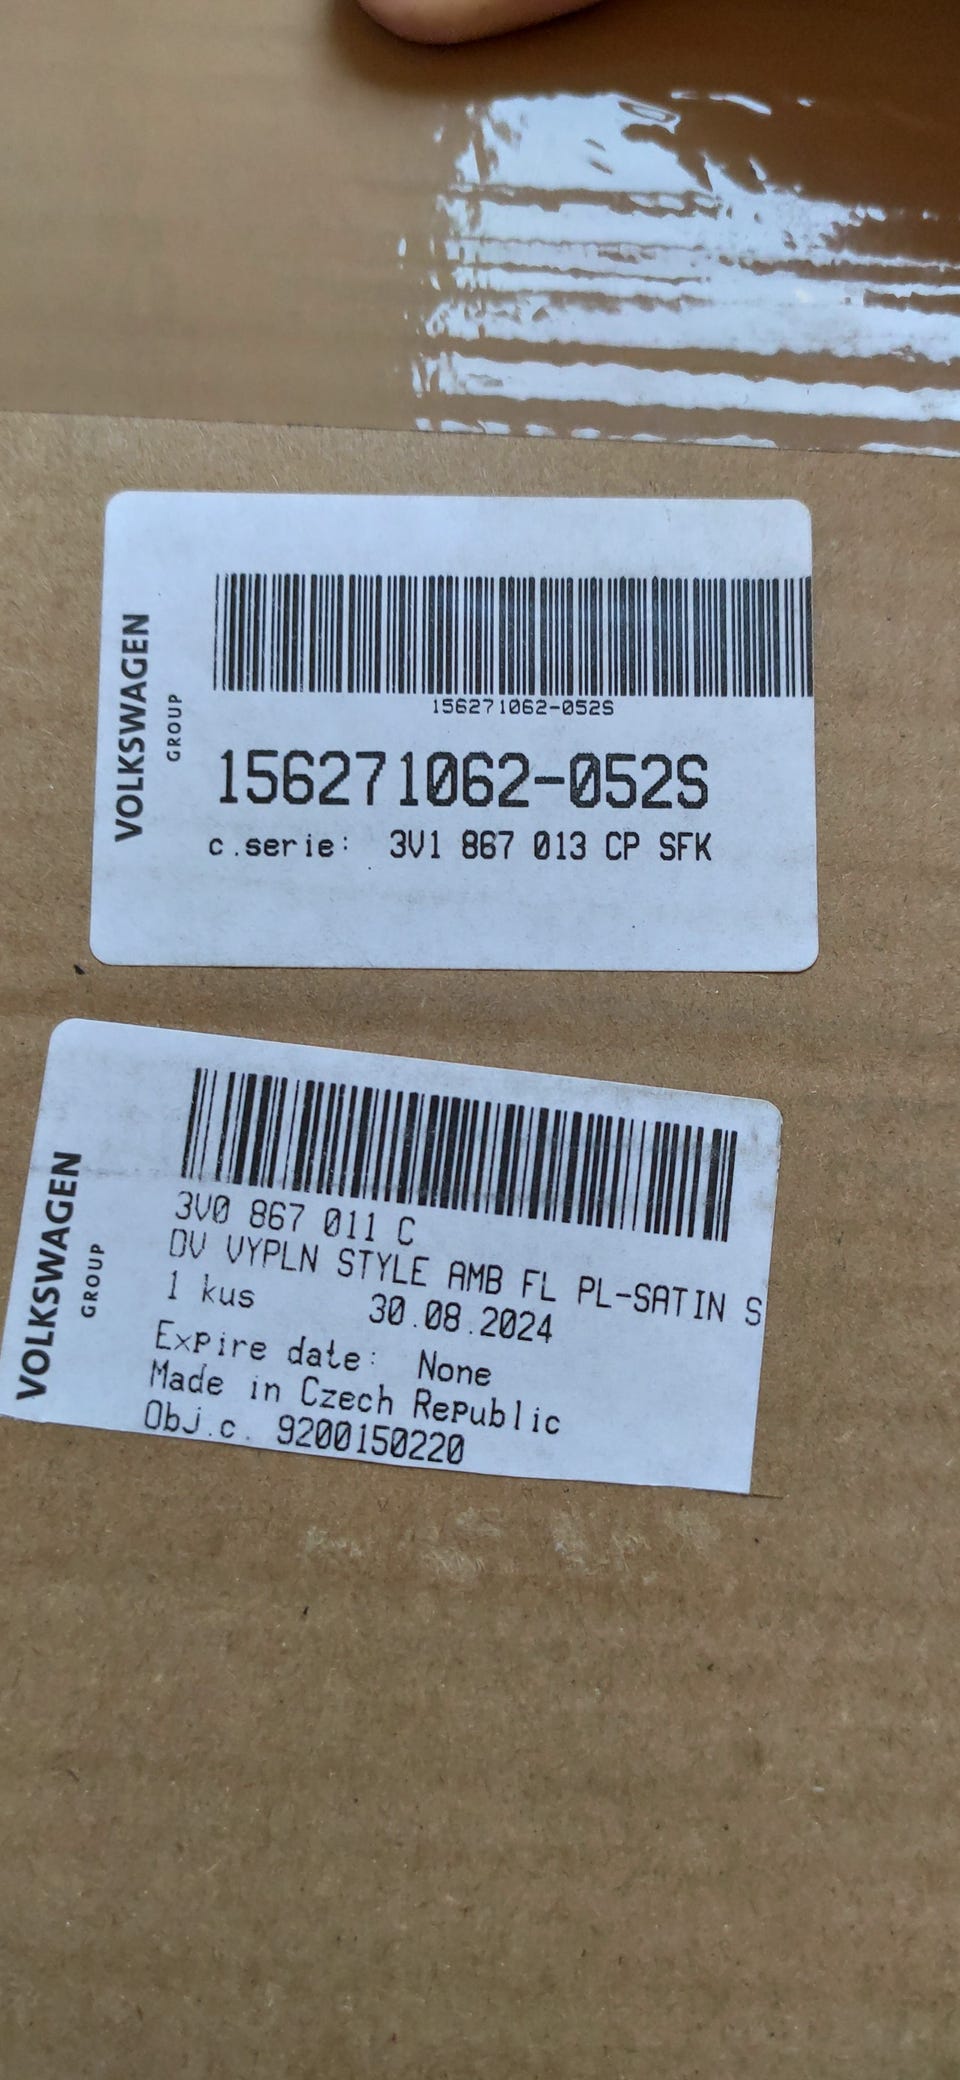 VOLKSWAGEN
GROUP
156271062-052S
156271062-052S
c.serie: 3V1 867 013 CP SFK
VOLKSWAGEN
GROUP
3V0 867 011 C
DV VYPLN STYLE AMB FL PL-SATIN S
1 kus 30.08.2024
Expire date: None
Made in Czech Republic
Obj.c. 9200150220